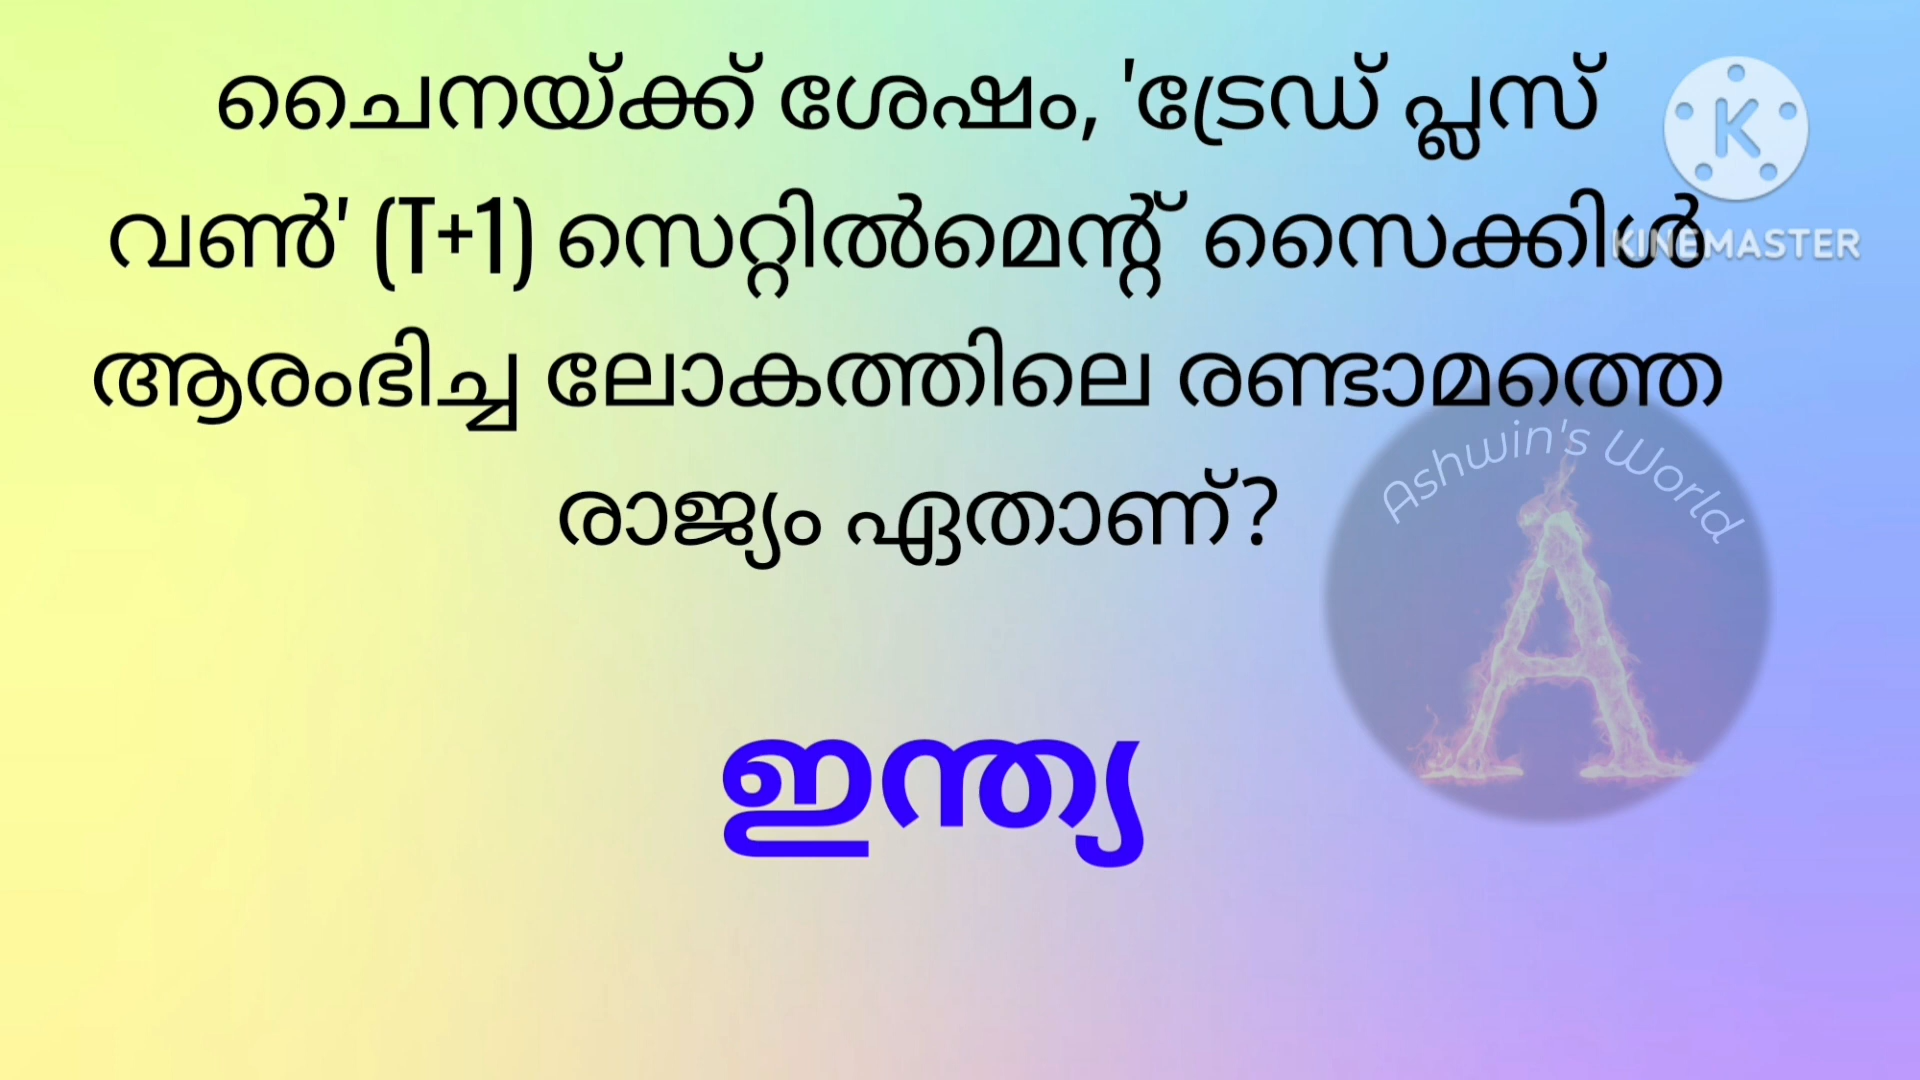 ചൈനയ്ക്ക് ശേഷം, 'ട്രേഡ് പ്ലസ്
വൺ' (T+1) സെറ്റിൽമെന്റ് സൈക്കിൾ
ആരംഭിച്ച ലോകത്തിലെ രണ്ടാമത്തെ
രാജ്യം ഏതാണ്?
ഇന്ത്യ
K
KINEMASTER
Ashwin's World
A